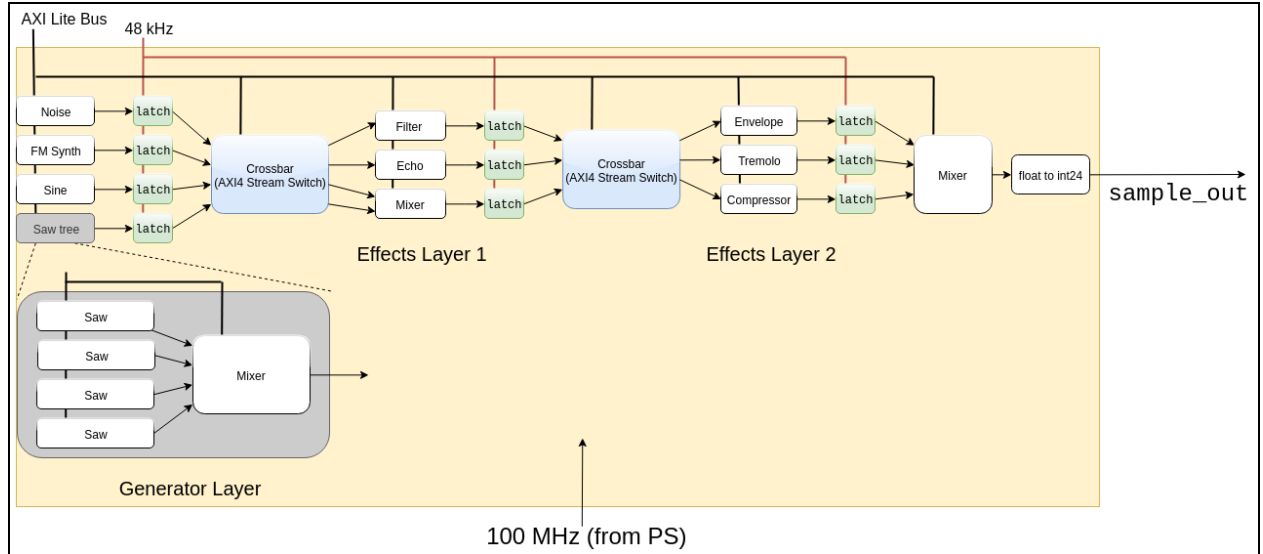 AXI Lite Bus
48 kHz
Noise
latch
FM Synth
latch
Sine
latch
Saw tree
latch
Crossbar
(AXI4 Stream Switch)
Filter
latch
Echo
latch
Mixer
latch
Effects Layer 1
Crossbar
(AXI4 Stream Switch)
Envelope
latch
Tremolo
latch
Compressor
latch
Effects Layer 2
Mixer
float to int24
sample_out
Saw
Saw
Saw
Saw
Mixer
Generator Layer
100 MHz (from PS)